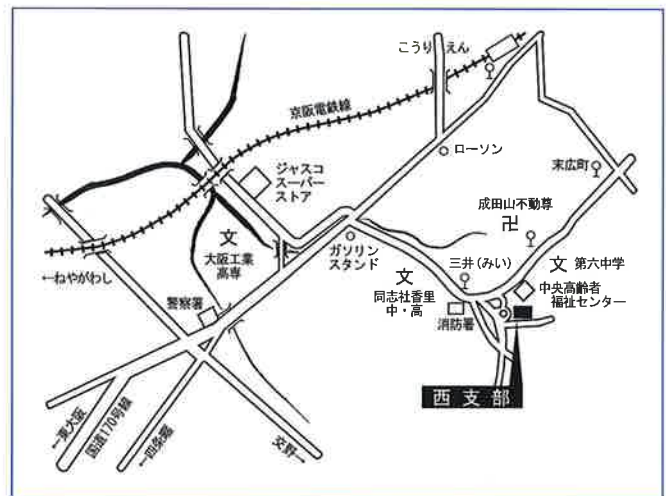 こうりえん
京阪電鉄線
ローソン
末広町
ジャスコ
スーパー
ストア
成田山不動尊
卍
文
大阪工業
高専
ガソリン
スタンド
三井(みい)
文
第六中学
←ねやがわし
文
同志社香里
中・高
中央高齢者
福祉センター
警察署
消防署
西支部
←東大阪
国道170号線
←四条畷
交野→